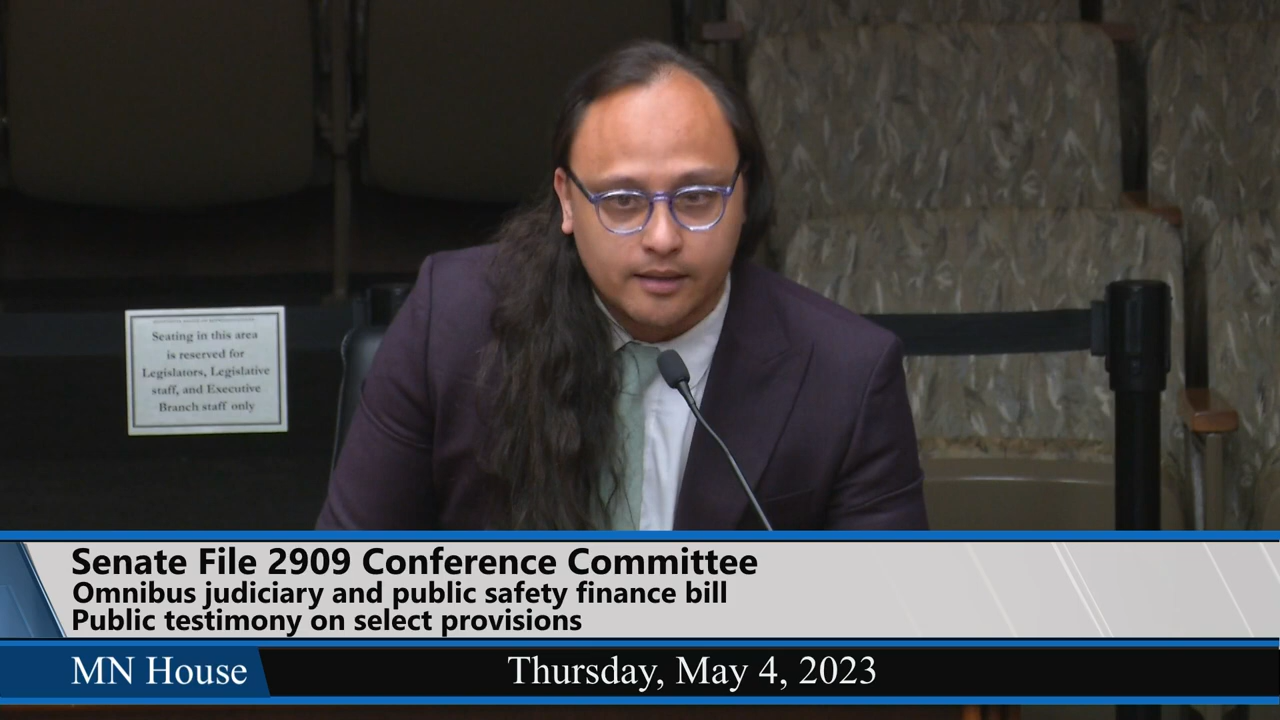 Seating in this area
is reserved for
Legislators, Legislative
staff, and Executive
Branch staff only
Senate File 2909 Conference Committee
Omnibus judiciary and public safety finance bill
Public testimony on select provisions
MN House
Thursday, May 4, 2023